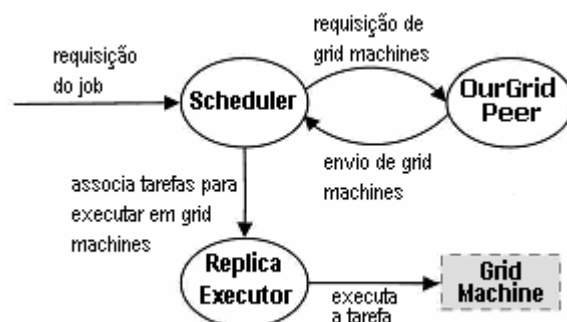 requisição
do job
requisição de
grid machines
Scheduler
OurGrid
Peer
envio de grid
machines
associa tarefas para
executar em grid
machines
Replica
Executor
executa
a tarefa
Grid
Machine